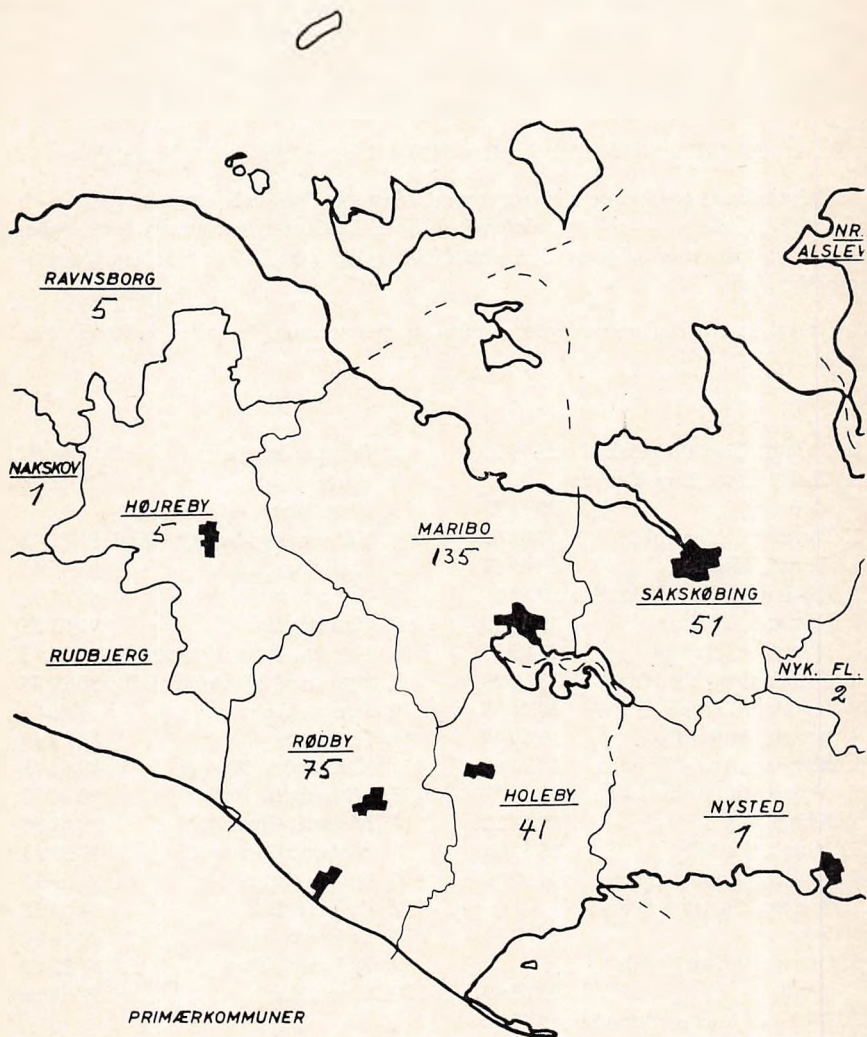 NR.
ALSLEV
RAVNSBORG
5
NAKSKOV
1
HØJREBY
5
MARIBO
135
SAKSKØBING
51
RUDBJERG
NYK. FL.
2
RØDBY
75
HOLEBY
41
NYSTED
1
PRIMÆRKOMMUNER